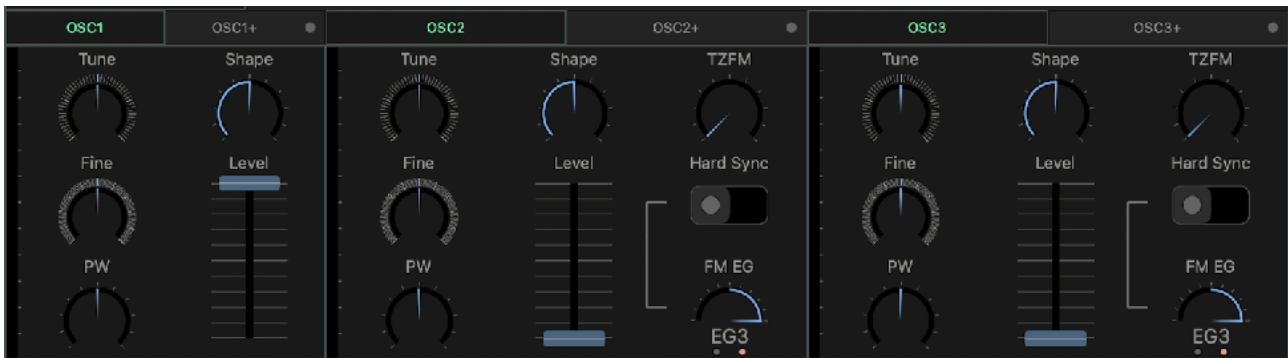 OSC1 OSC1+ OSC2 OSC2+ OSC3 OSC3+
Tune Shape Tune Shape TZFM Tune Shape TZFM
Fine Level Fine Level Hard Sync Fine Level Hard Sync
PW PW FM EG PW FM EG
EG3 EG3